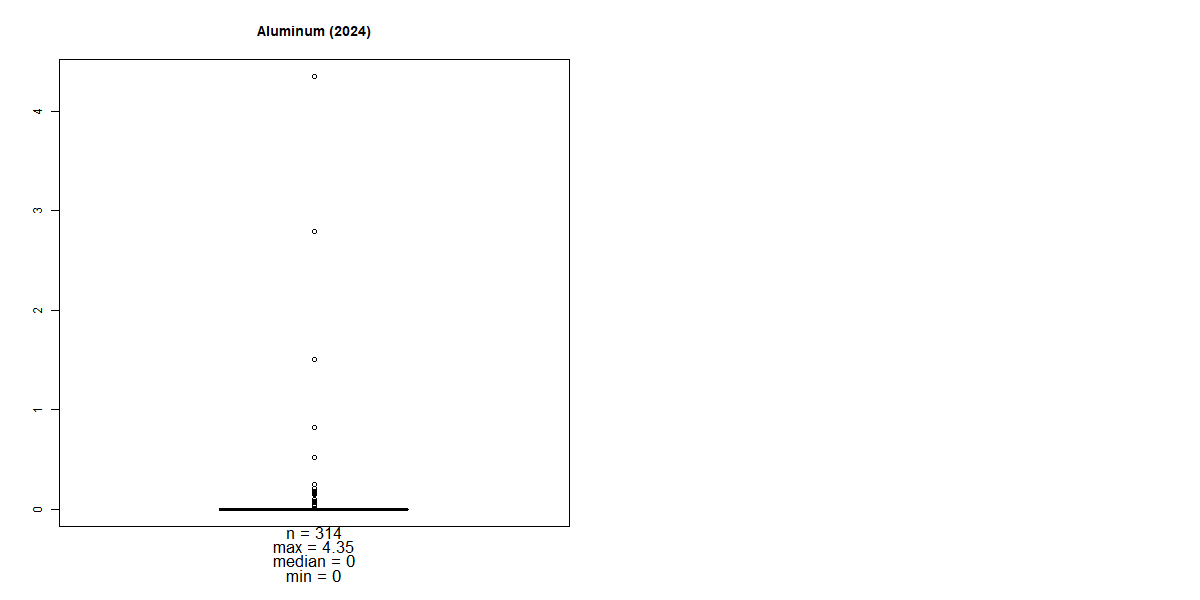 Aluminum (2024)
4
3
2
1
0
n = 314
max = 4.35
median = 0
min = 0